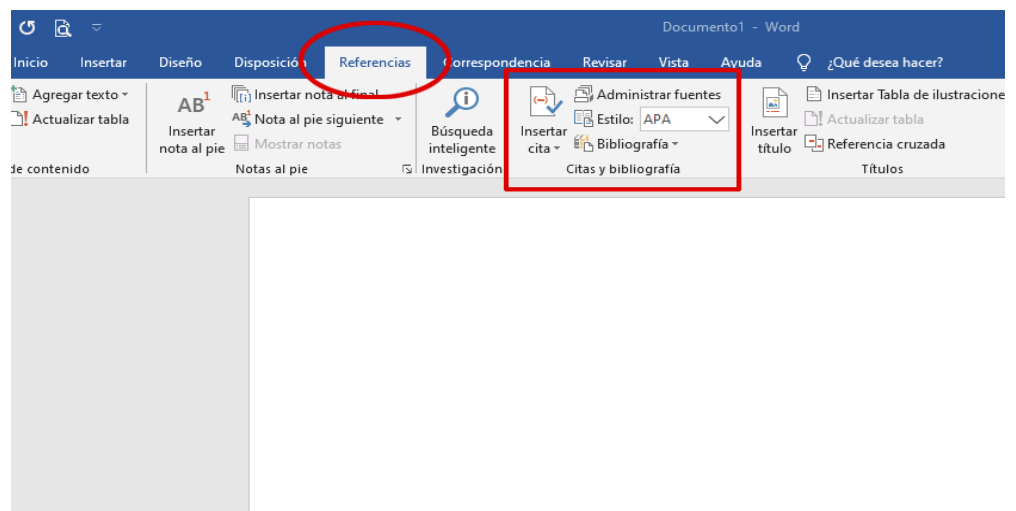 Documento1 - Word
Inicio Insertar Diseño Disposición Referencias Correspondencia Revisar Vista Ayuda ¿Qué desea hacer?
Agregar texto
Actualizar tabla
de contenido
AB1
Insertar
nota al pie
Insertar nota al final
AB1 Nota al pie siguiente
Mostrar notas
Notas al pie
Búsqueda
inteligente
Investigación
Insertar
cita
Administrar fuentes
Estilo: APA
Bibliografía
Citas y bibliografía
Insertar
título
Insertar Tabla de ilustracione
Actualizar tabla
Referencia cruzada
Títulos